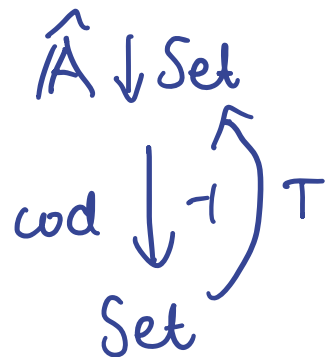 Â ↓ Set
cod ↓ ⊣ T
Set